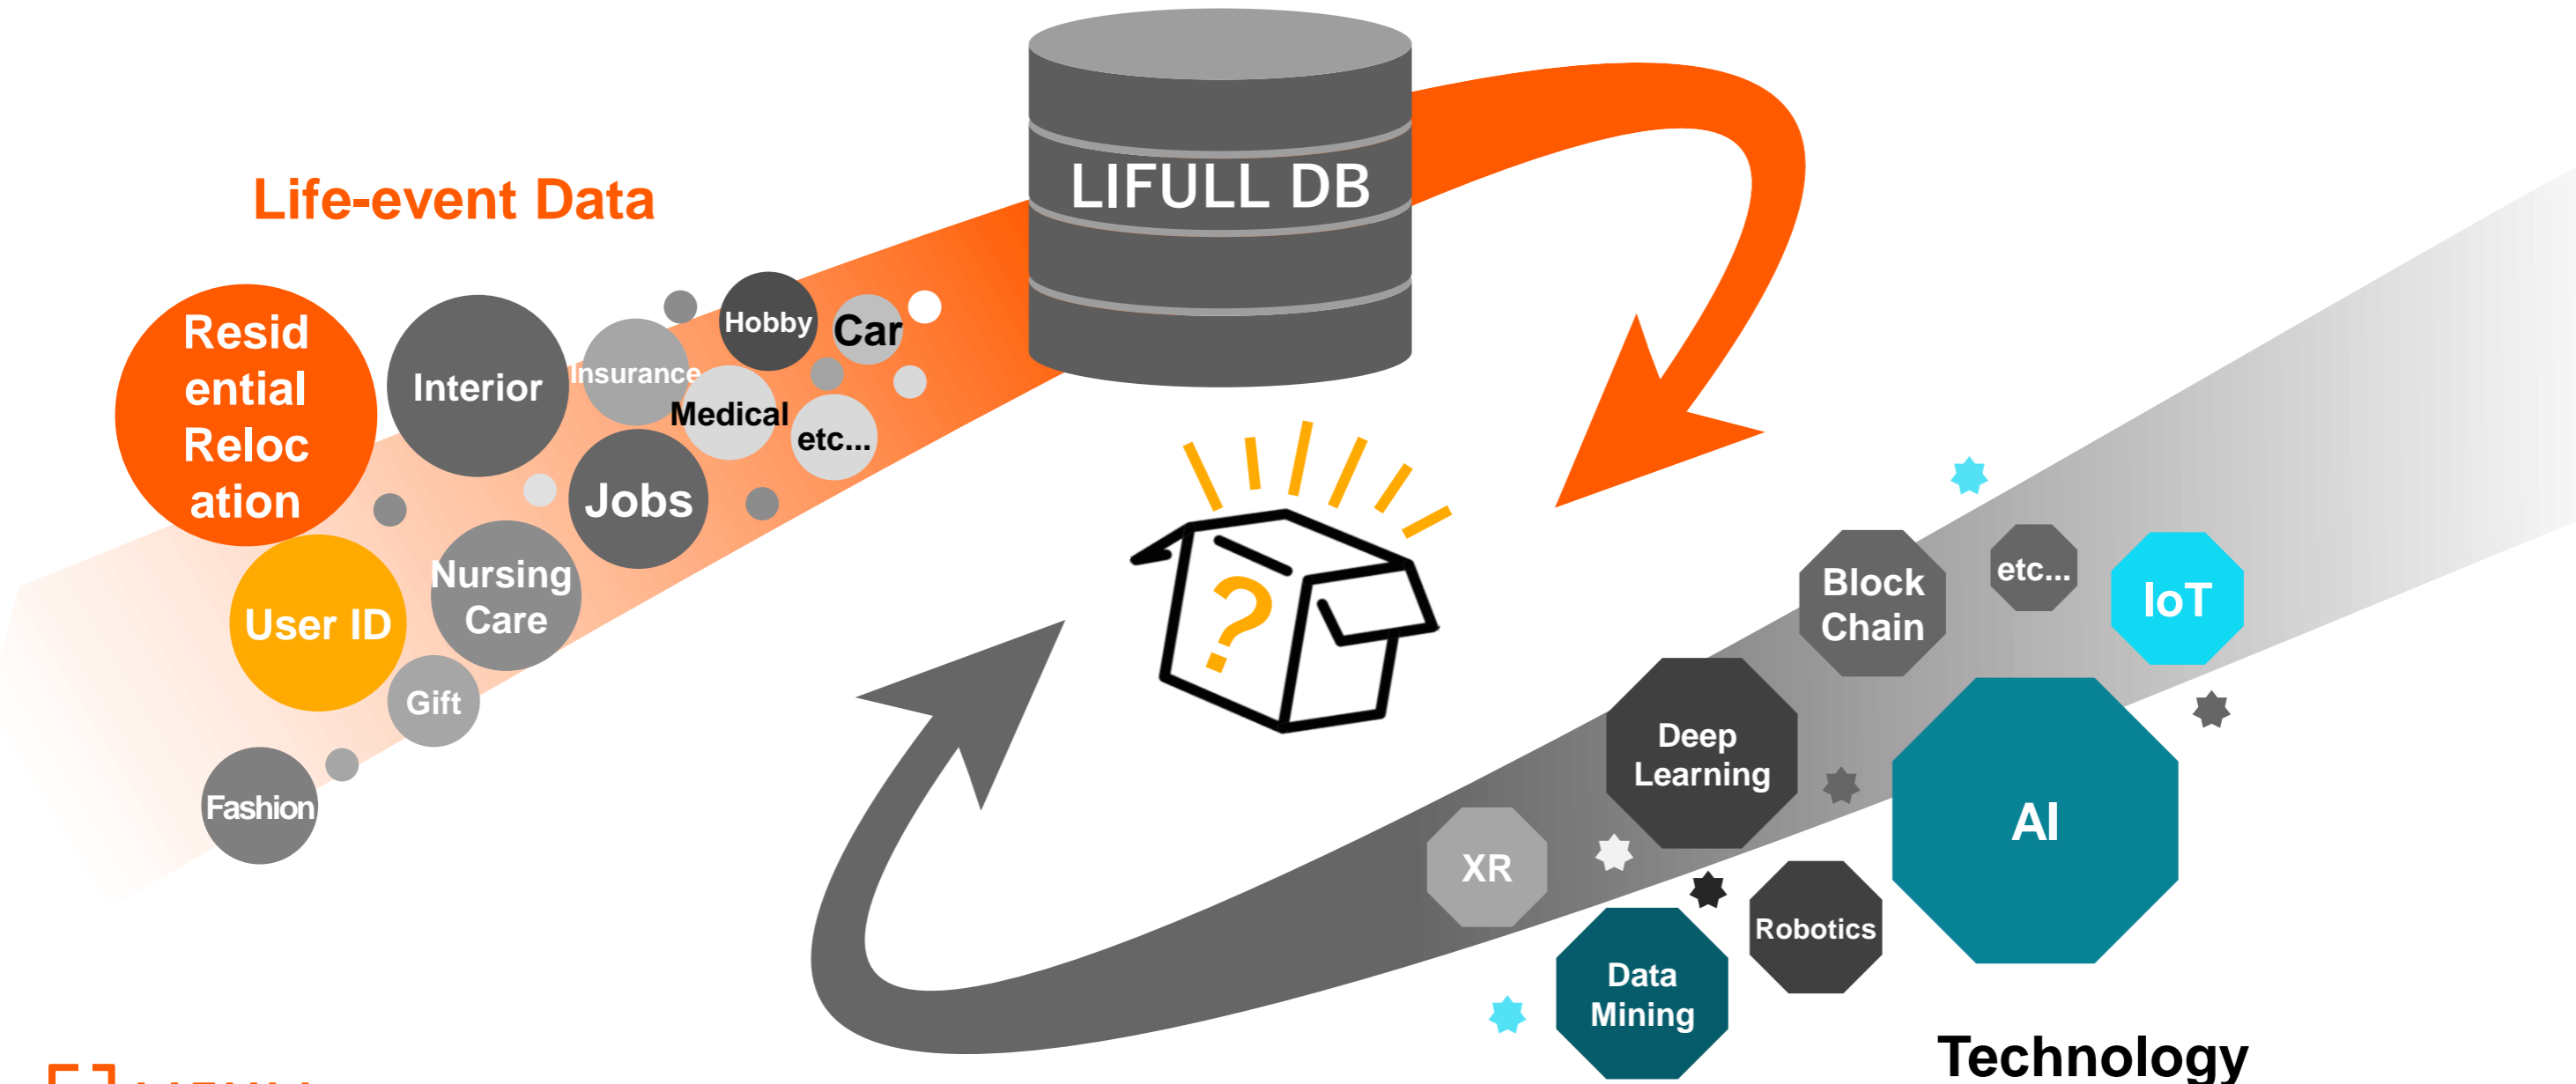 LIFULL DB
Life-event Data
Resid
ential
Reloc
ation
Interior
Insurance
Hobby
Car
Medical
etc...
Jobs
Nursing
Care
User ID
Gift
Fashion
?
Block
Chain
etc...
IoT
Deep
Learning
AI
XR
Robotics
Data
Mining
Technology